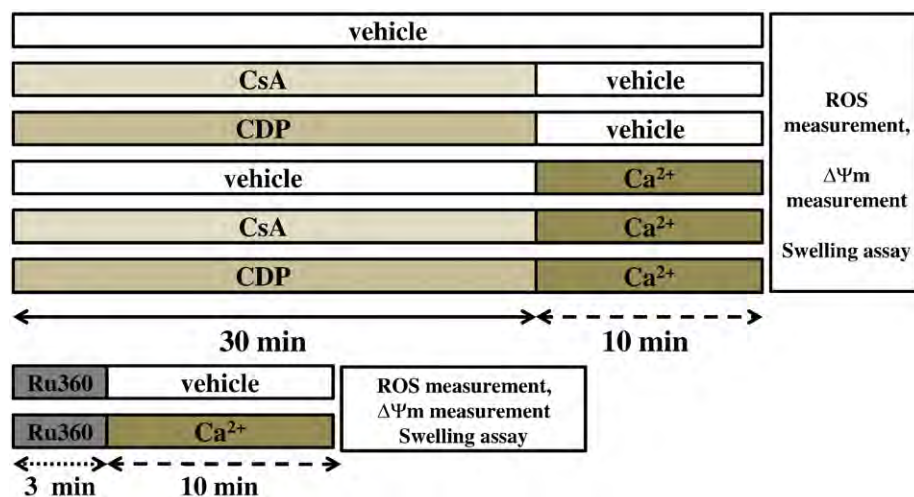 vehicle
CsA vehicle
CDP vehicle
vehicle Ca²⁺
CsA Ca²⁺
CDP Ca²⁺
30 min 10 min
ROS
measurement,
ΔΨm
measurement
Swelling assay
Ru360 vehicle
Ru360 Ca²⁺
3 min 10 min
ROS measurement,
ΔΨm measurement
Swelling assay